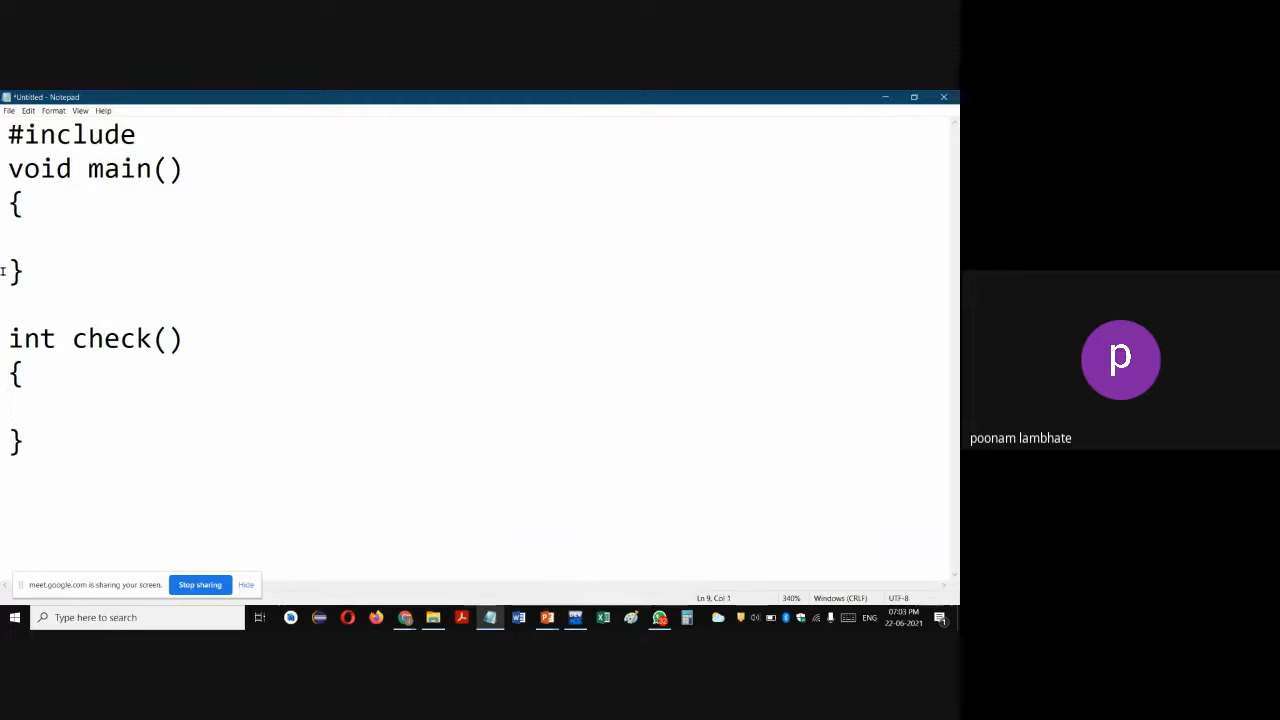 *Untitled - Notepad
File Edit Format View Help
#include
void main()
{
}
int check()
{
}
p
poonam lambhate
meet.google.com is sharing your screen.
Stop sharing
Hide
Ln 9, Col 1
340%
Windows (CRLF)
UTF-8
Type here to search
DEV
ENG
07:03 PM
22-06-2021